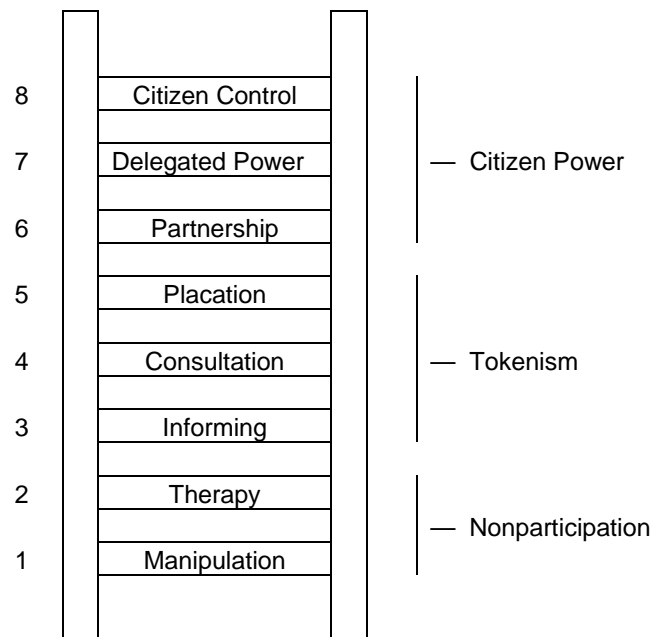 8 Citizen Control
7 Delegated Power — Citizen Power
6 Partnership
5 Placation
4 Consultation — Tokenism
3 Informing
2 Therapy
— Nonparticipation
1 Manipulation